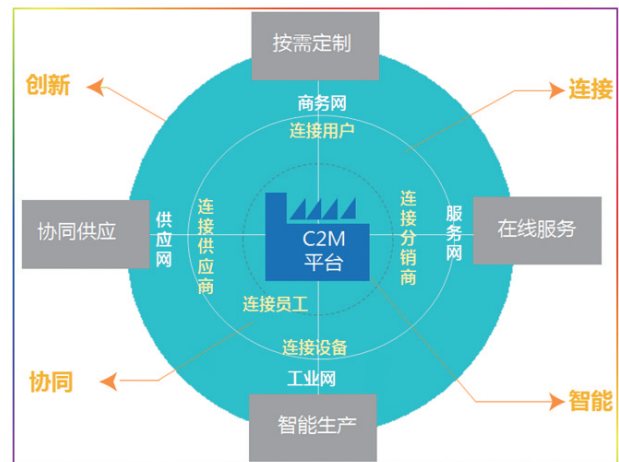 按需定制
创新
连接
商务网
连接用户
协同供应
供应网
连接供应商
C2M
平台
连接分销商
服务网
在线服务
连接员工
连接设备
协同
工业网
智能
智能生产